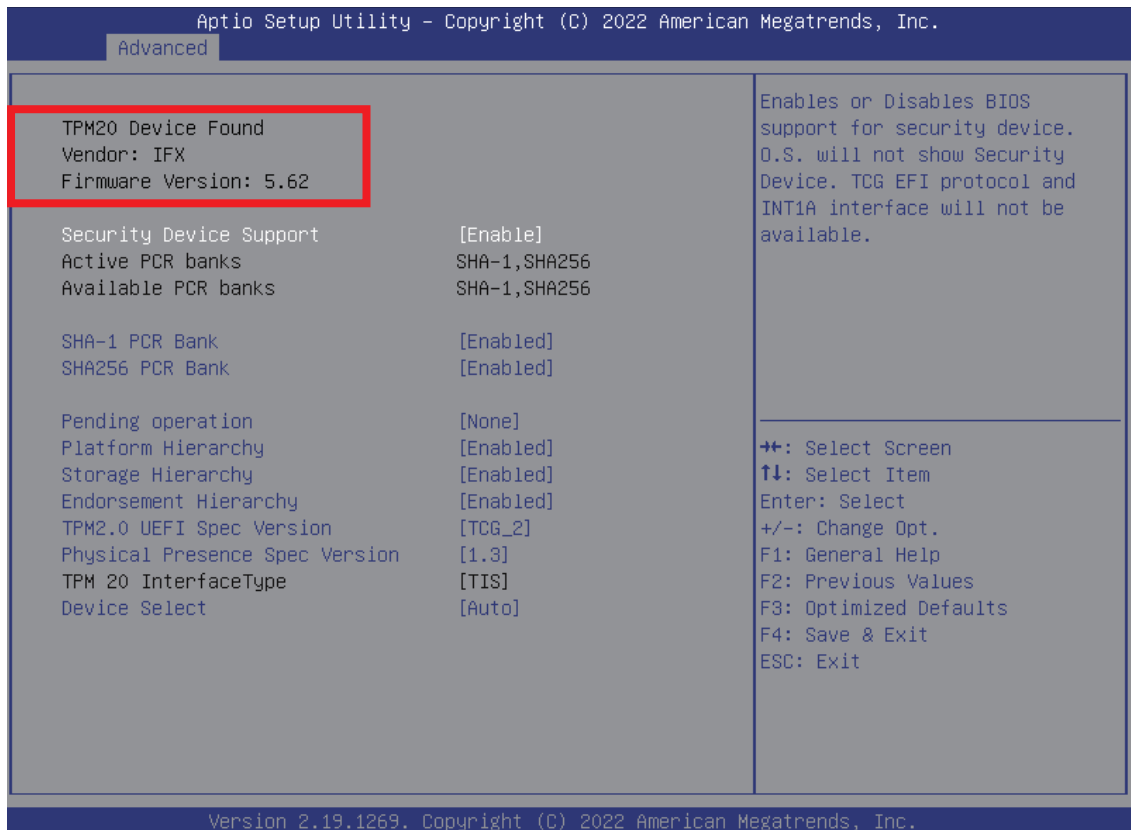 Aptio Setup Utility – Copyright (C) 2022 American Megatrends, Inc.
Advanced
TPM20 Device Found
Vendor: IFX
Firmware Version: 5.62
Security Device Support [Enable]
Active PCR banks SHA-1,SHA256
Available PCR banks SHA-1,SHA256
SHA-1 PCR Bank [Enabled]
SHA256 PCR Bank [Enabled]
Pending operation [None]
Platform Hierarchy [Enabled]
Storage Hierarchy [Enabled]
Endorsement Hierarchy [Enabled]
TPM2.0 UEFI Spec Version [TCG_2]
Physical Presence Spec Version [1.3]
TPM 20 InterfaceType [TIS]
Device Select [Auto]
Enables or Disables BIOS
support for security device.
O.S. will not show Security
Device. TCG EFI protocol and
INT1A interface will not be
available.
→←: Select Screen
↑↓: Select Item
Enter: Select
+/-: Change Opt.
F1: General Help
F2: Previous Values
F3: Optimized Defaults
F4: Save & Exit
ESC: Exit
Version 2.19.1269. Copyright (C) 2022 American Megatrends, Inc.